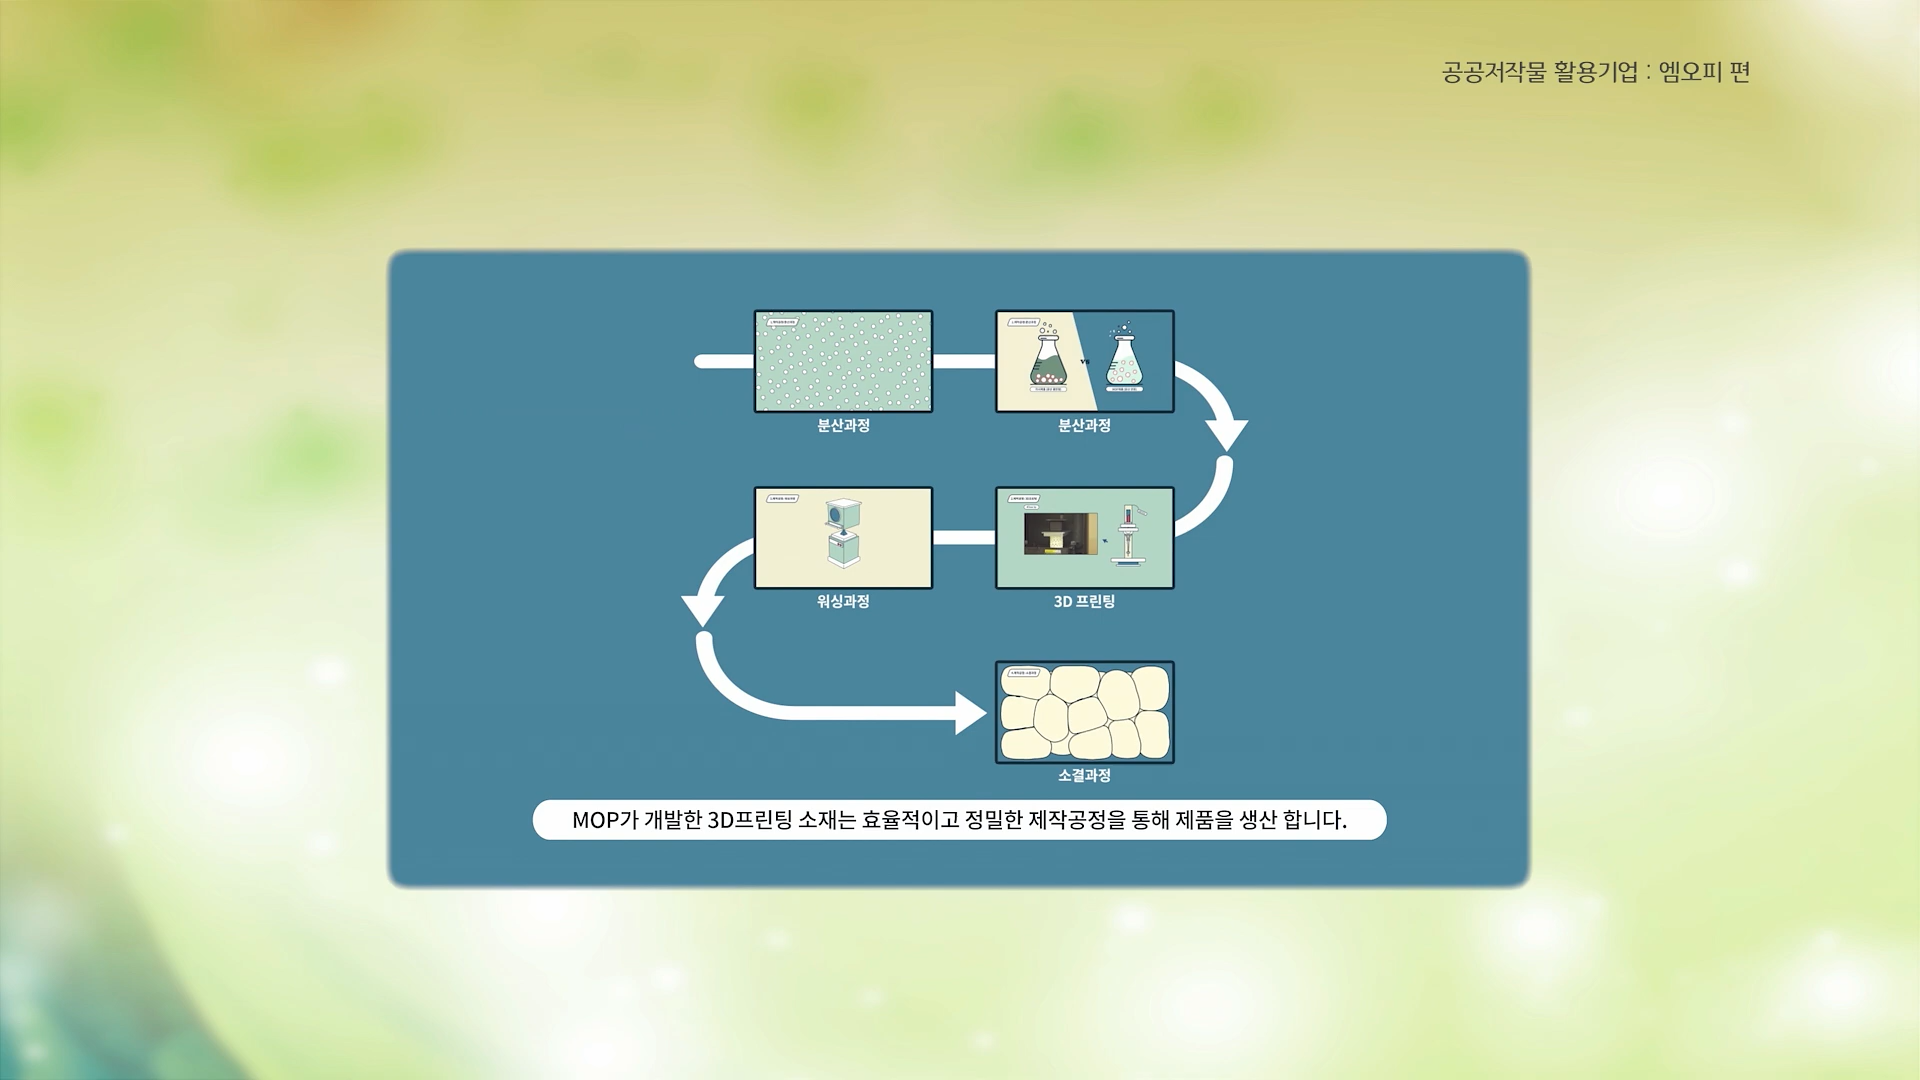 공공저작물 활용기업 : 엠오피 편
분산과정
분산과정
vs
워싱과정
3D 프린팅
소결과정
MOP가 개발한 3D프린팅 소재는 효율적이고 정밀한 제작공정을 통해 제품을 생산 합니다.